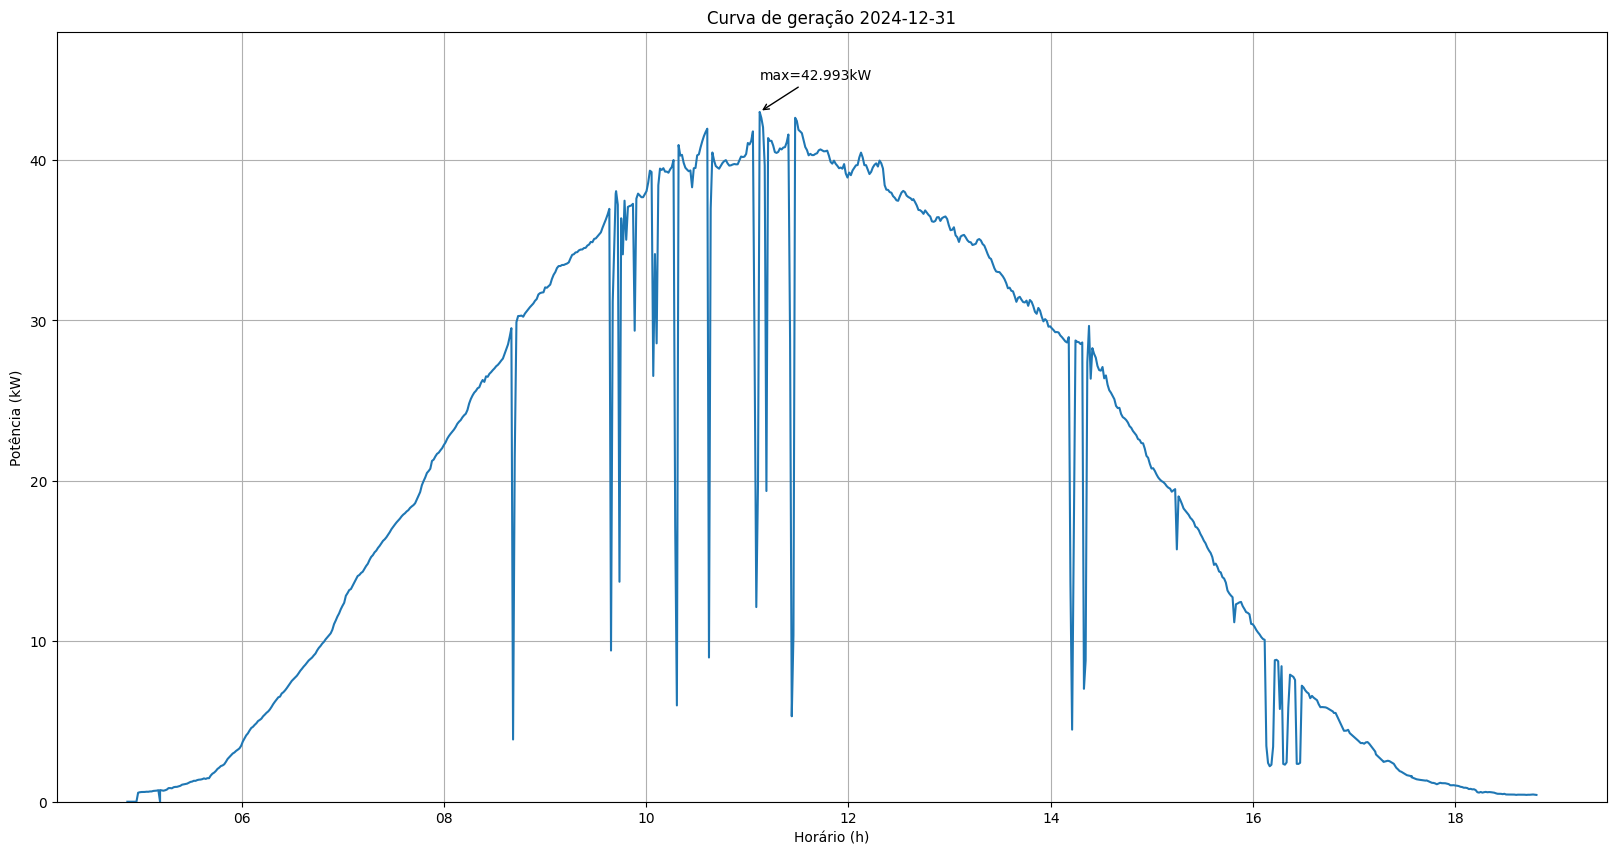 Curva de geração 2024-12-31
max=42.993kW
Potência (kW)
40
30
20
10
0
06 08 10 12 14 16 18
Horário (h)